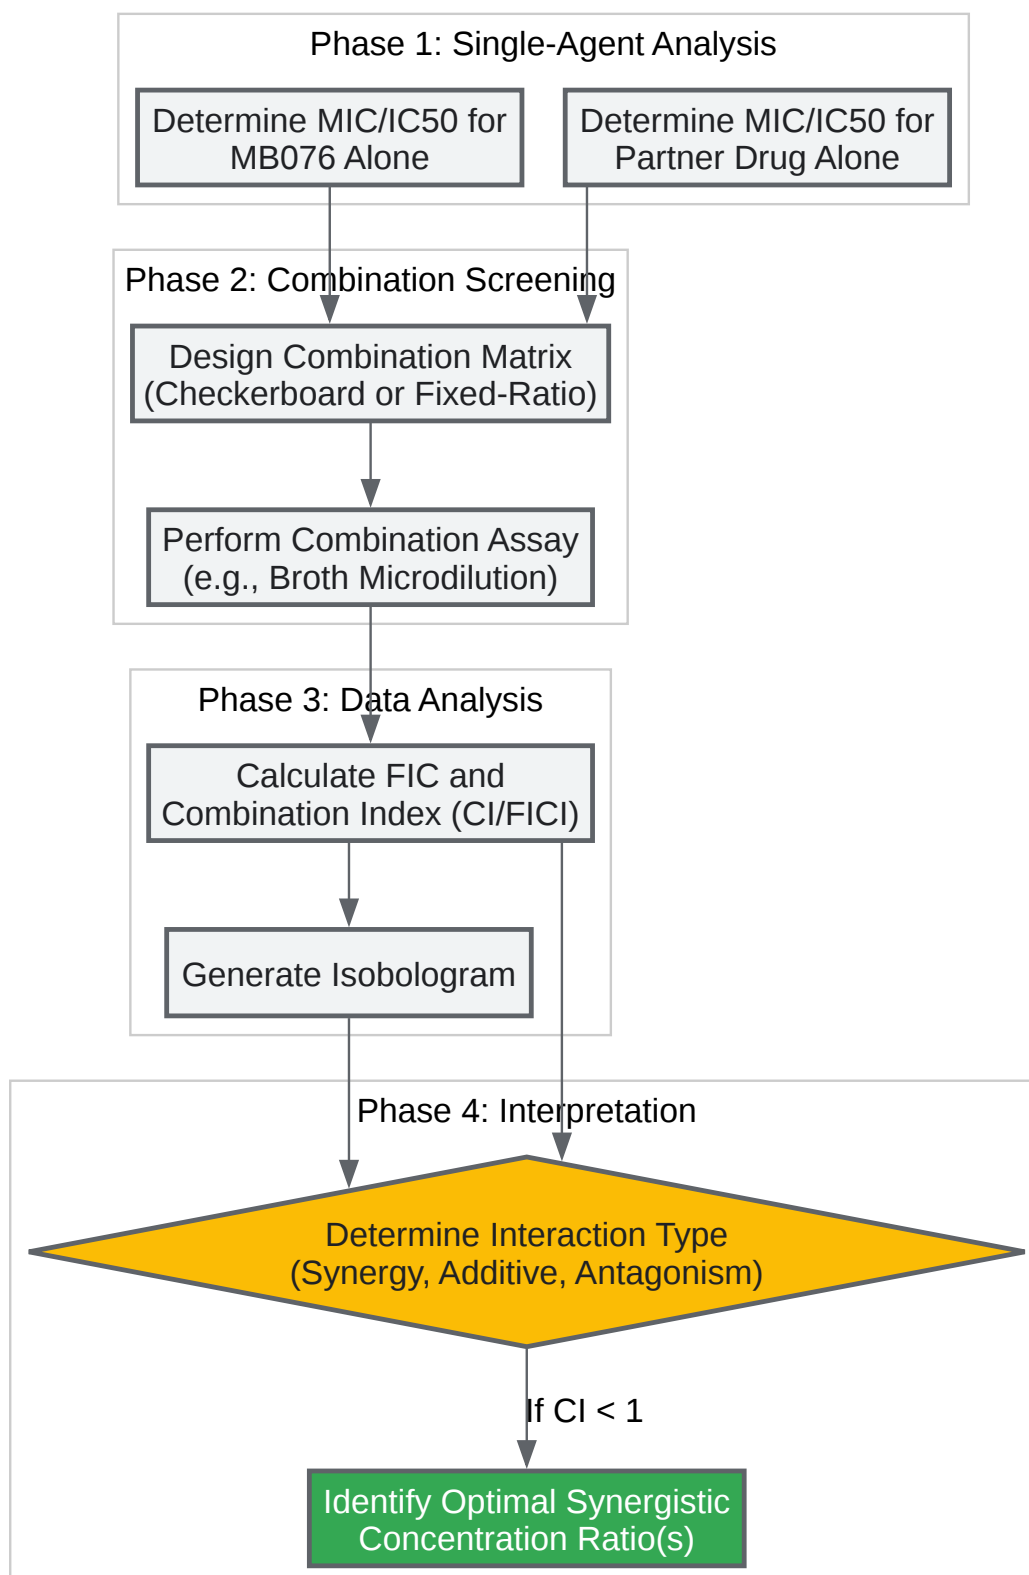 Phase 1: Single-Agent Analysis
Determine MIC/IC50 for
MB076 Alone
Determine MIC/IC50 for
Partner Drug Alone
Phase 2: Combination Screening
Design Combination Matrix
(Checkerboard or Fixed-Ratio)
Perform Combination Assay
(e.g., Broth Microdilution)
Phase 3: Data Analysis
Calculate FIC and
Combination Index (CI/FICI)
Generate Isobologram
Phase 4: Interpretation
Determine Interaction Type
(Synergy, Additive, Antagonism)
If CI < 1
Identify Optimal Synergistic
Concentration Ratio(s)